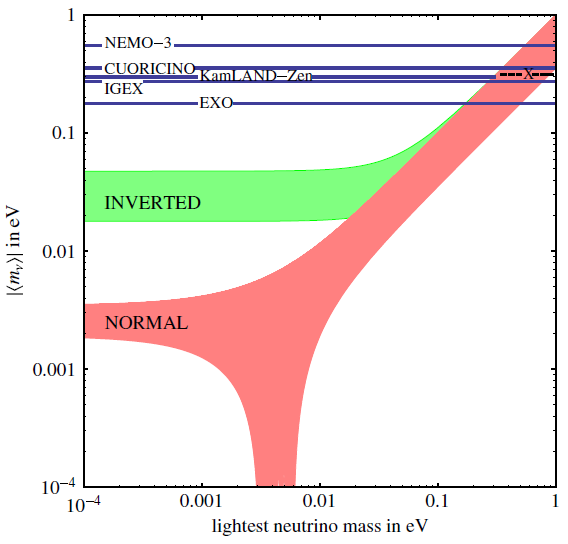 1
NEMO−3
CUORICINO
KamLAND−Zen
X
IGEX
EXO
0.1
INVERTED
|⟨mν⟩| in eV
0.01
NORMAL
0.001
10−4
10−4 0.001 0.01 0.1 1
lightest neutrino mass in eV